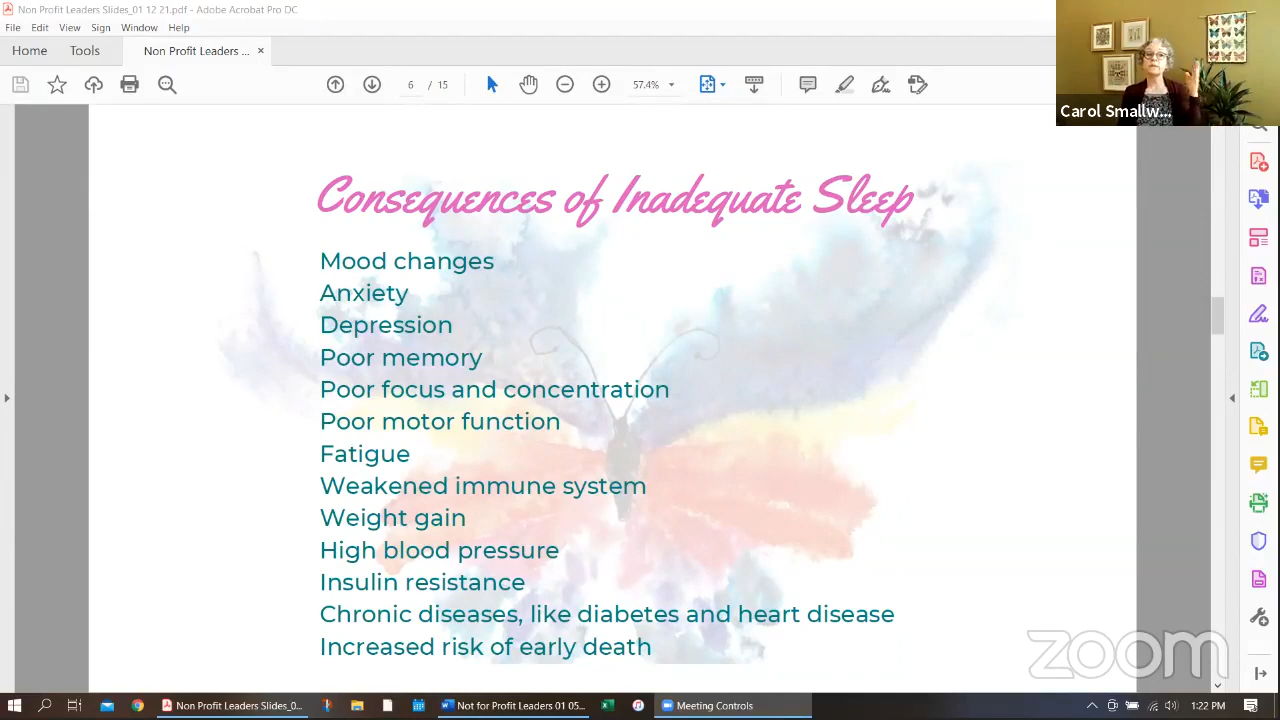 Non Profit Leaders Slides_01 12 21.pdf - Adobe Acrobat Pro DC
File Edit View Sign Window Help
Home Tools Non Profit Leaders ... ×
6 / 15 57.4%
Carol Smallw...
Consequences of Inadequate Sleep
Mood changes
Anxiety
Depression
Poor memory
Poor focus and concentration
Poor motor function
Fatigue
Weakened immune system
Weight gain
High blood pressure
Insulin resistance
Chronic diseases, like diabetes and heart disease
Increased risk of early death
zoom
Non Profit Leaders Slides_0... Not for Profit Leaders 01 05... Meeting Controls 1:22 PM